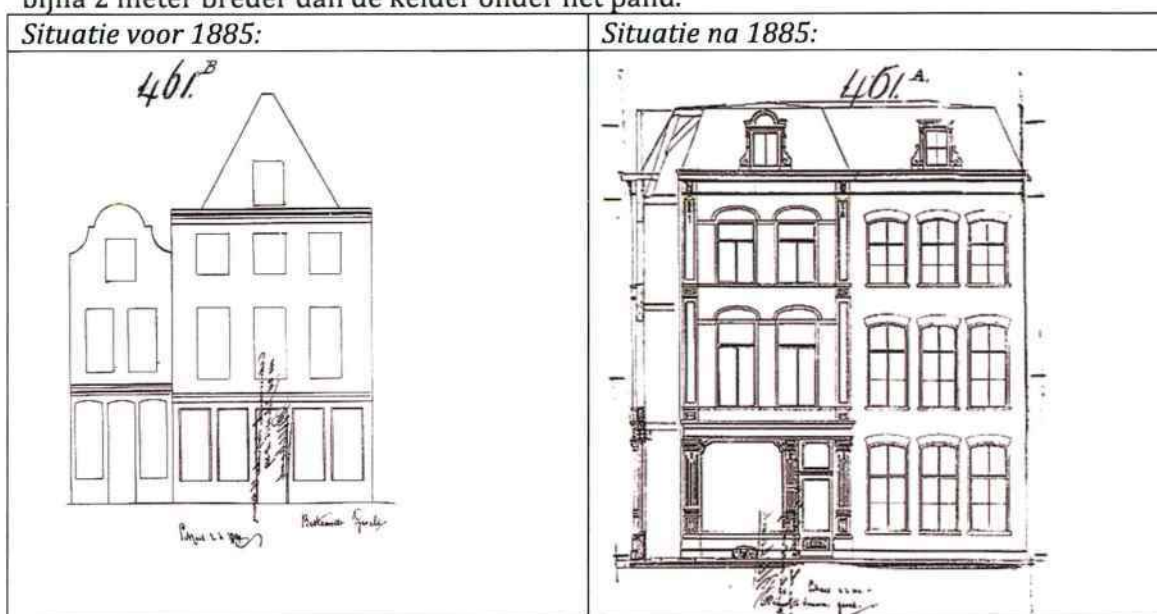 bijna 2 meter breder dan de kelder onder het pand.
Situatie voor 1885:
Situatie na 1885:
461.B
461.A.